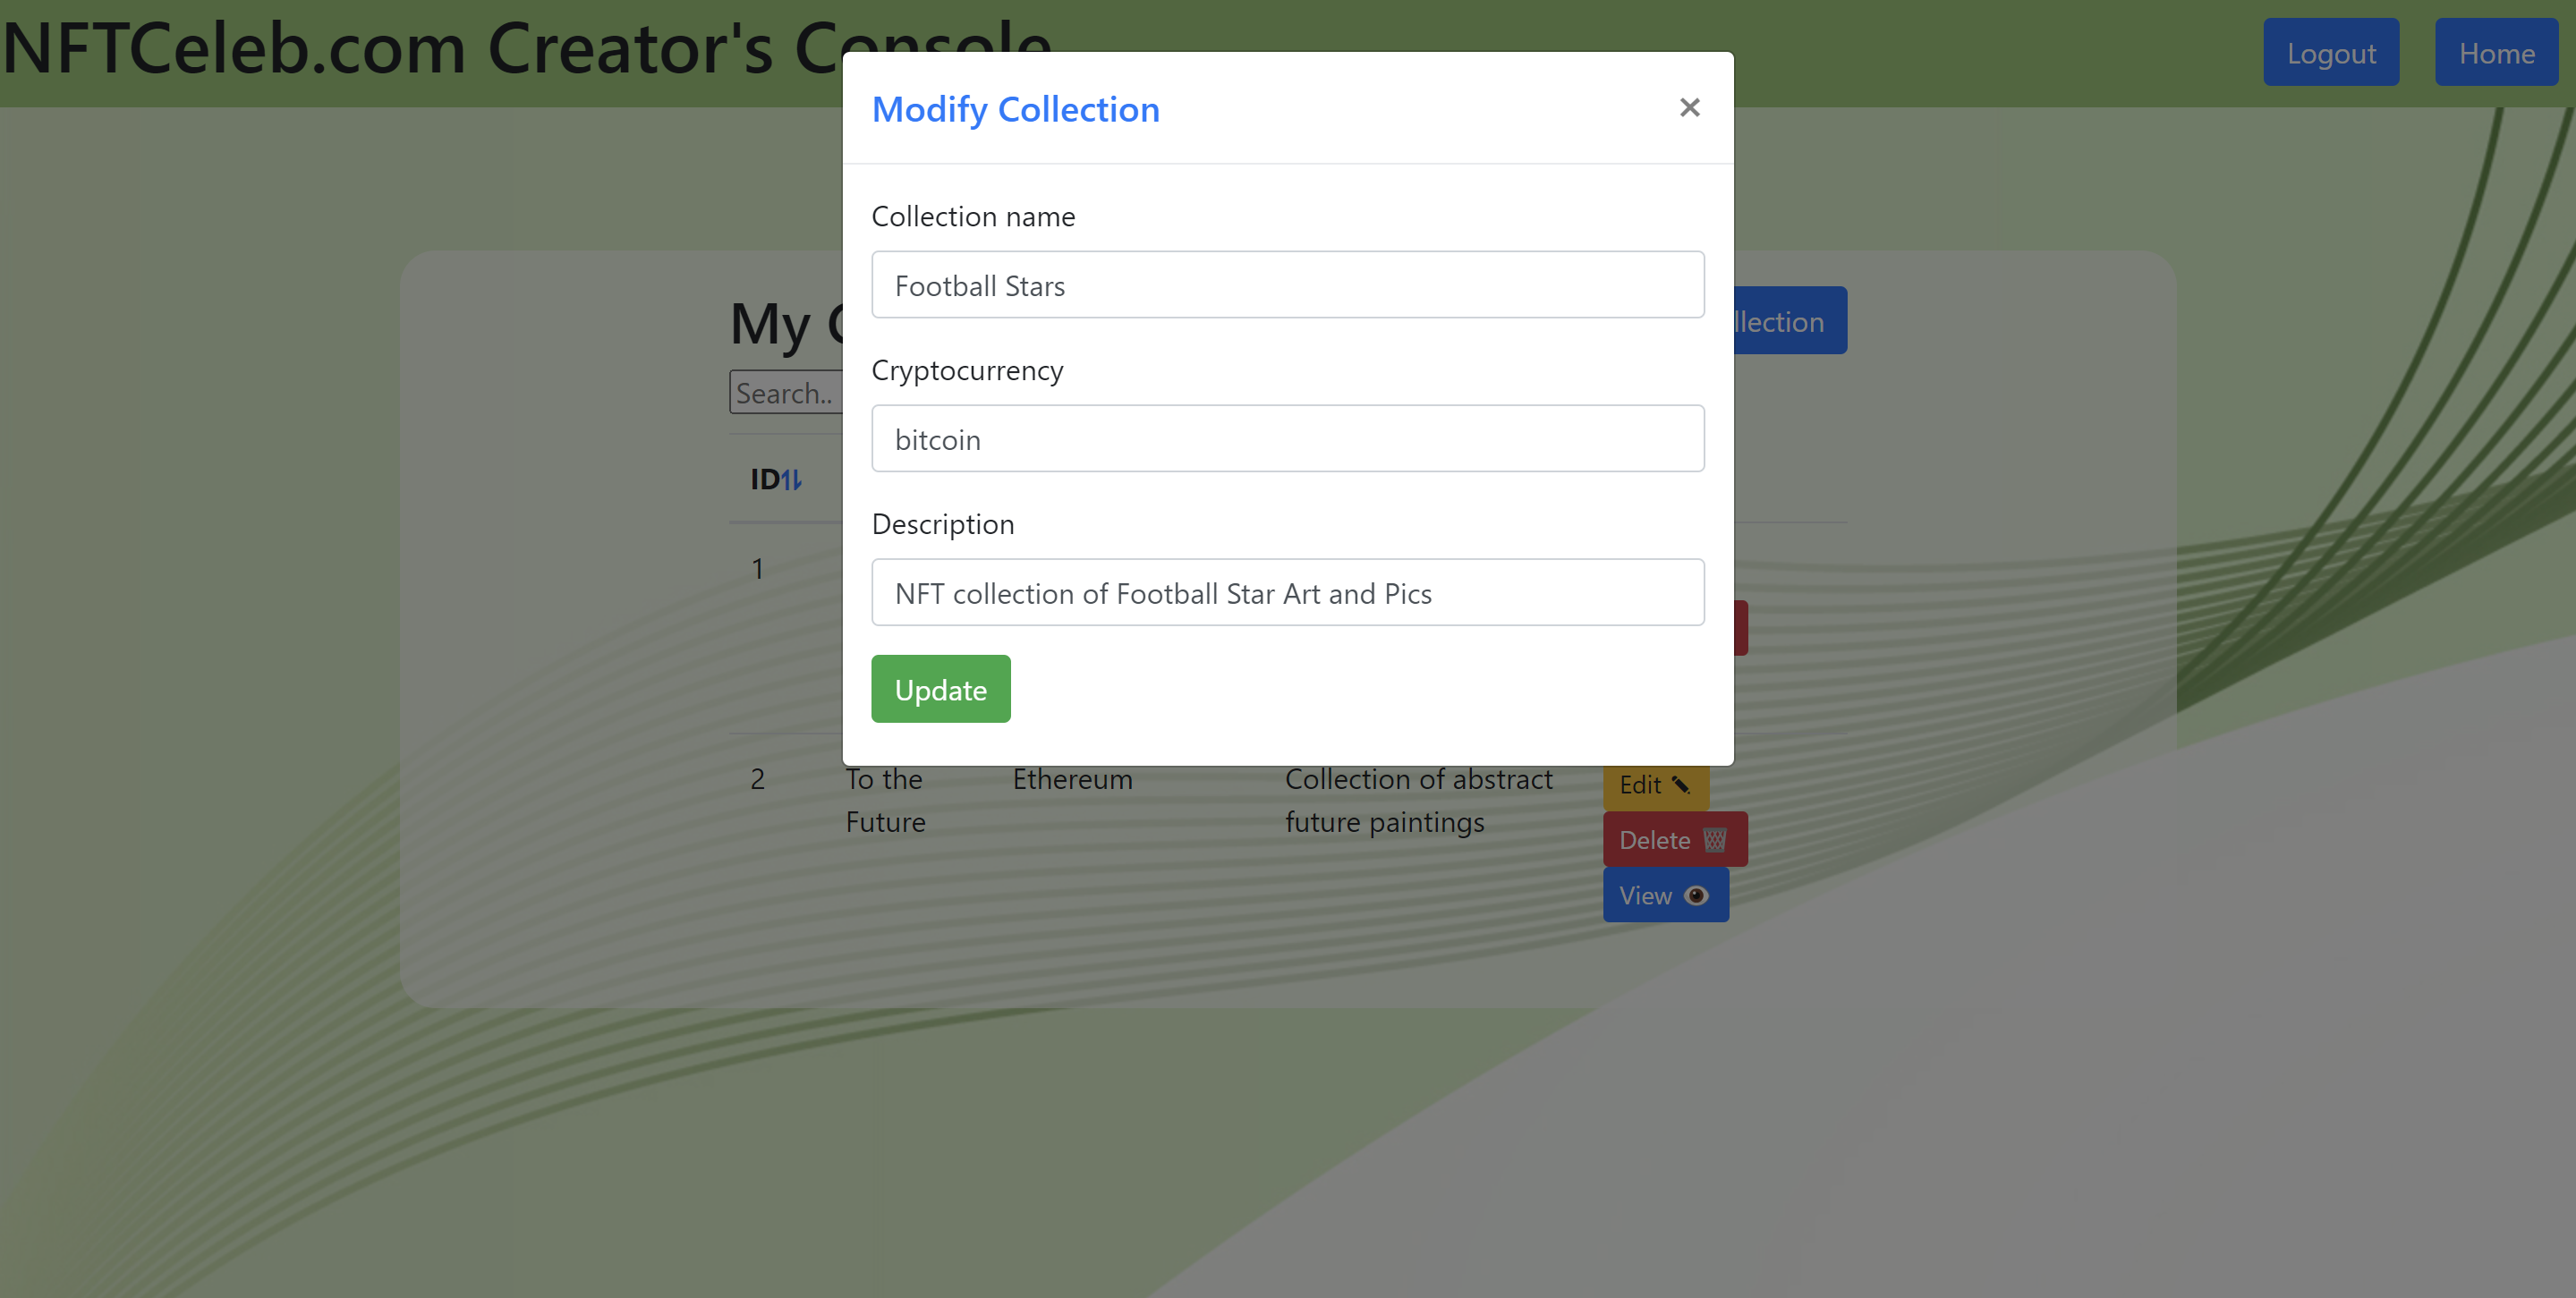 NFTCeleb.com Creator's Console
Logout
Home
Modify Collection
×
Collection name
Football Stars
Cryptocurrency
bitcoin
Description
NFT collection of Football Star Art and Pics
Update
My
llection
Search..
ID
1
2
To the
Future
Ethereum
Collection of abstract
future paintings
Edit
Delete
View